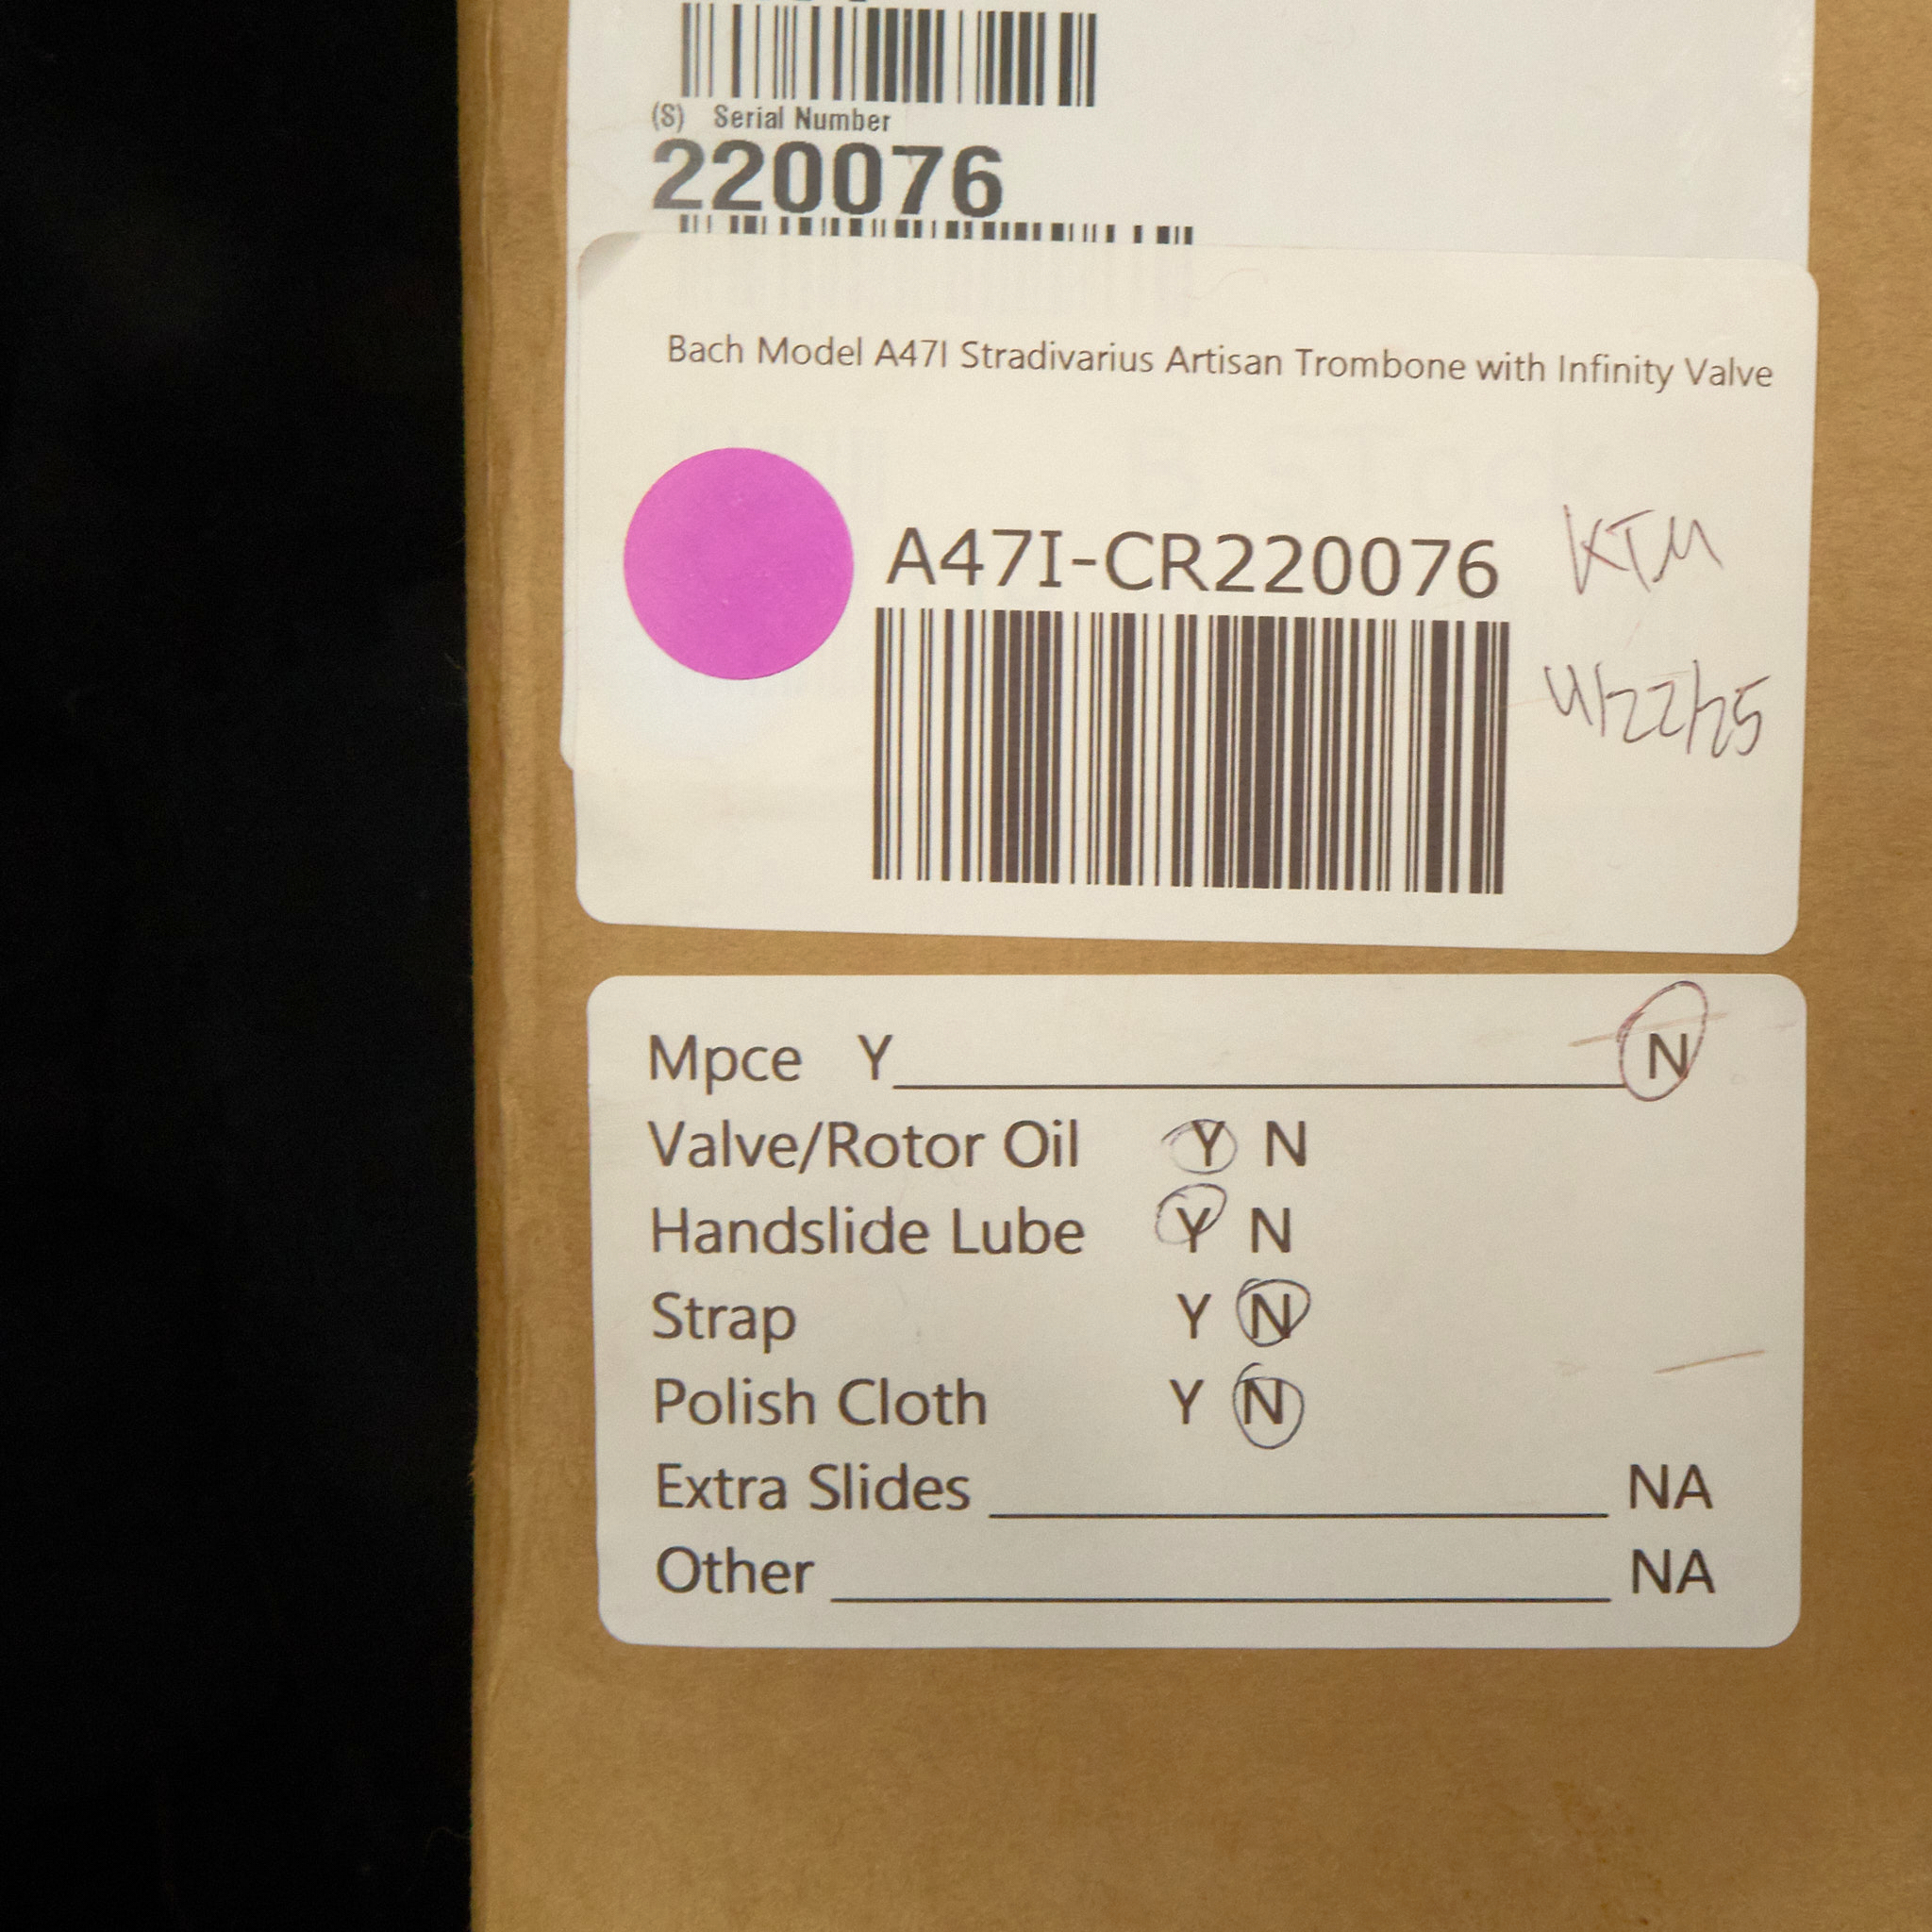 (S) Serial Number
220076
Bach Model A47I Stradivarius Artisan Trombone with Infinity Valve
A47I-CR220076
KTM
4/22/25
Mpce Y N
Valve/Rotor Oil Y N
Handslide Lube Y N
Strap Y N
Polish Cloth Y N
Extra Slides NA
Other NA